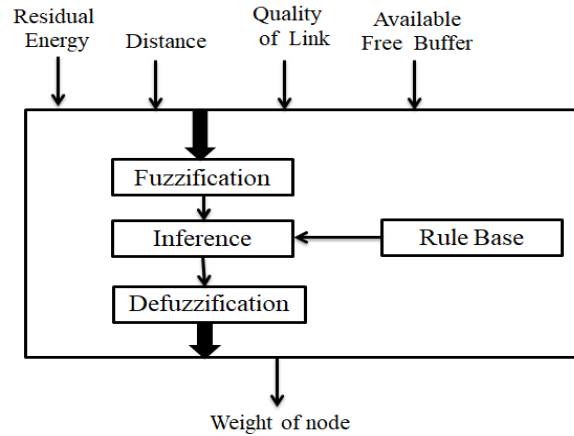 Residual
Energy
Distance
Quality
of Link
Available
Free Buffer
Fuzzification
Inference
Rule Base
Defuzzification
Weight of node